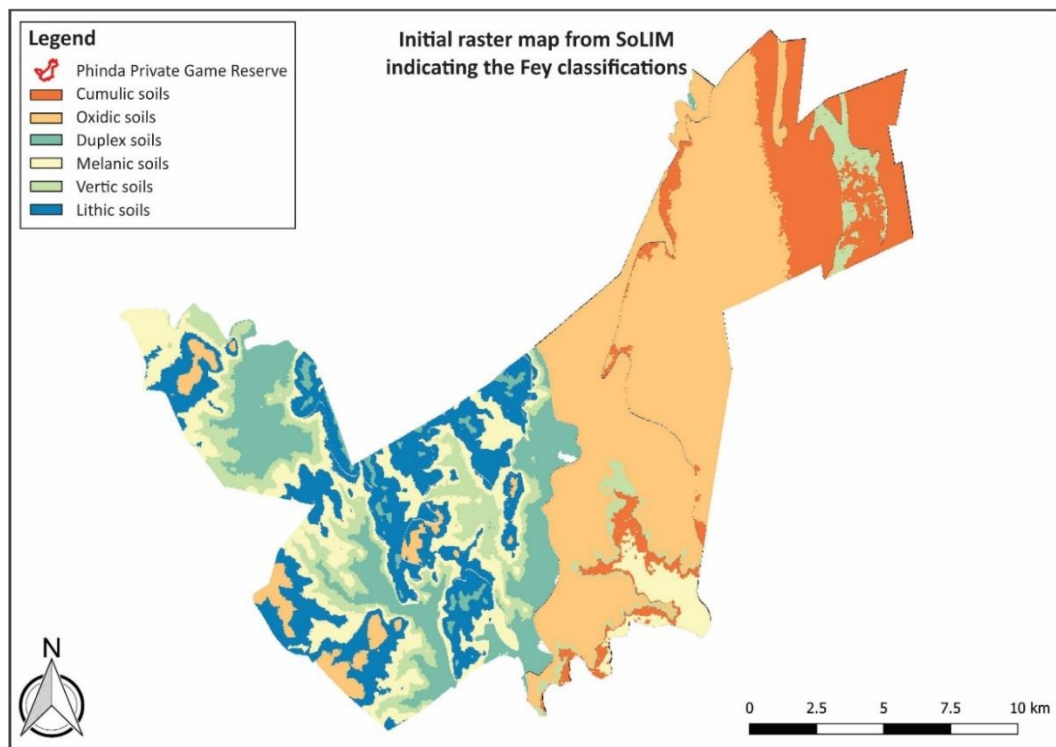 Legend
Phinda Private Game Reserve
Cumulic soils
Oxidic soils
Duplex soils
Melanic soils
Vertic soils
Lithic soils
Initial raster map from SoLIM
indicating the Fey classifications
N
0 2.5 5 7.5 10 km